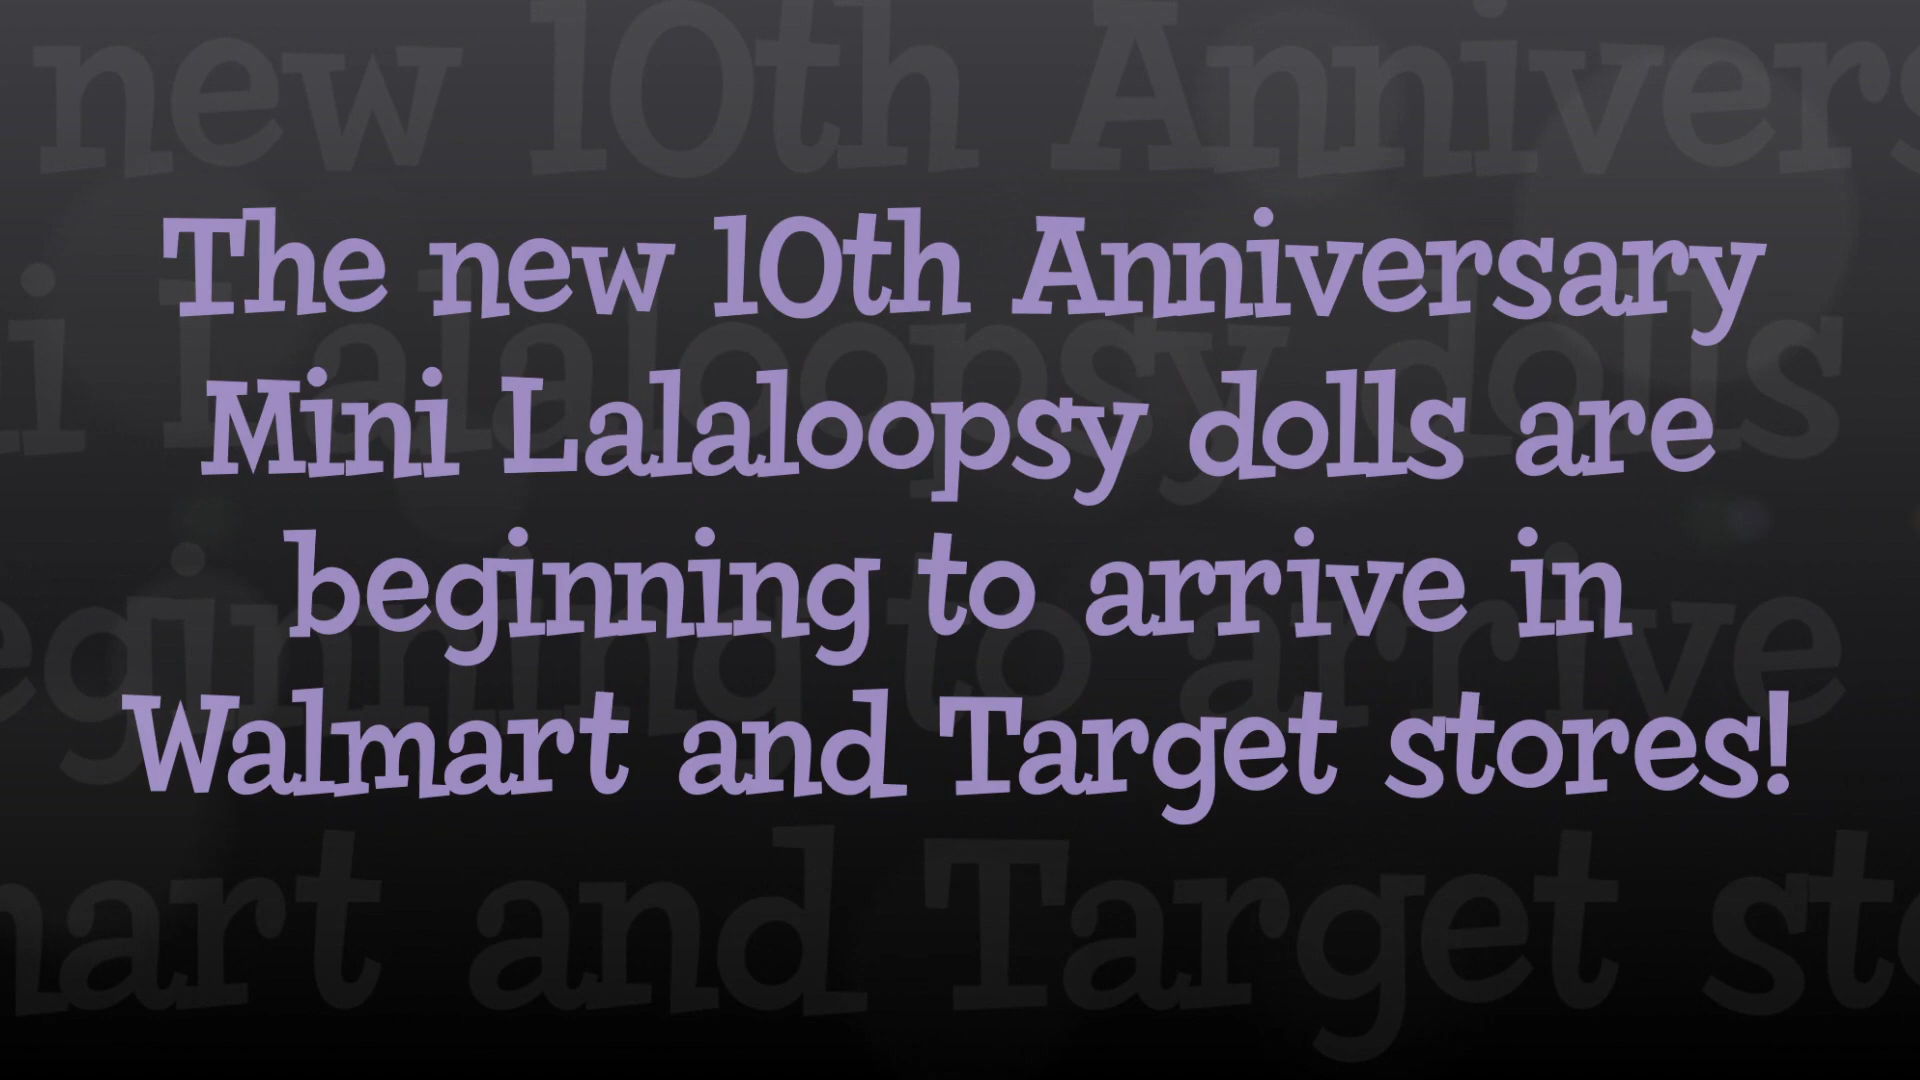 The new 10th Anniversary
Mini Lalaloopsy dolls are
beginning to arrive in
Walmart and Target stores!